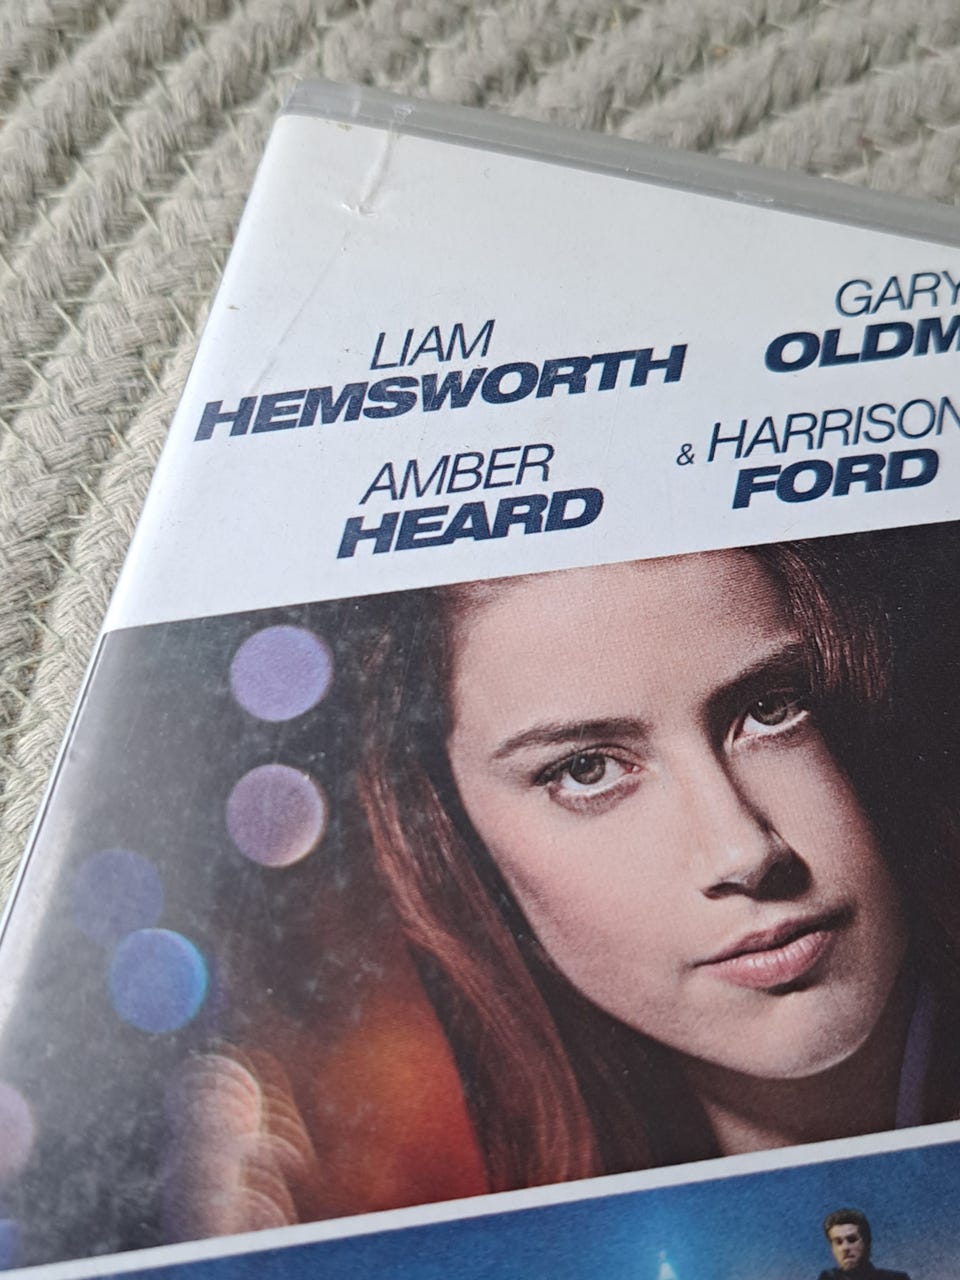 LIAM
HEMSWORTH
GARY
OLDM
AMBER
HEARD
& HARRISON
FORD